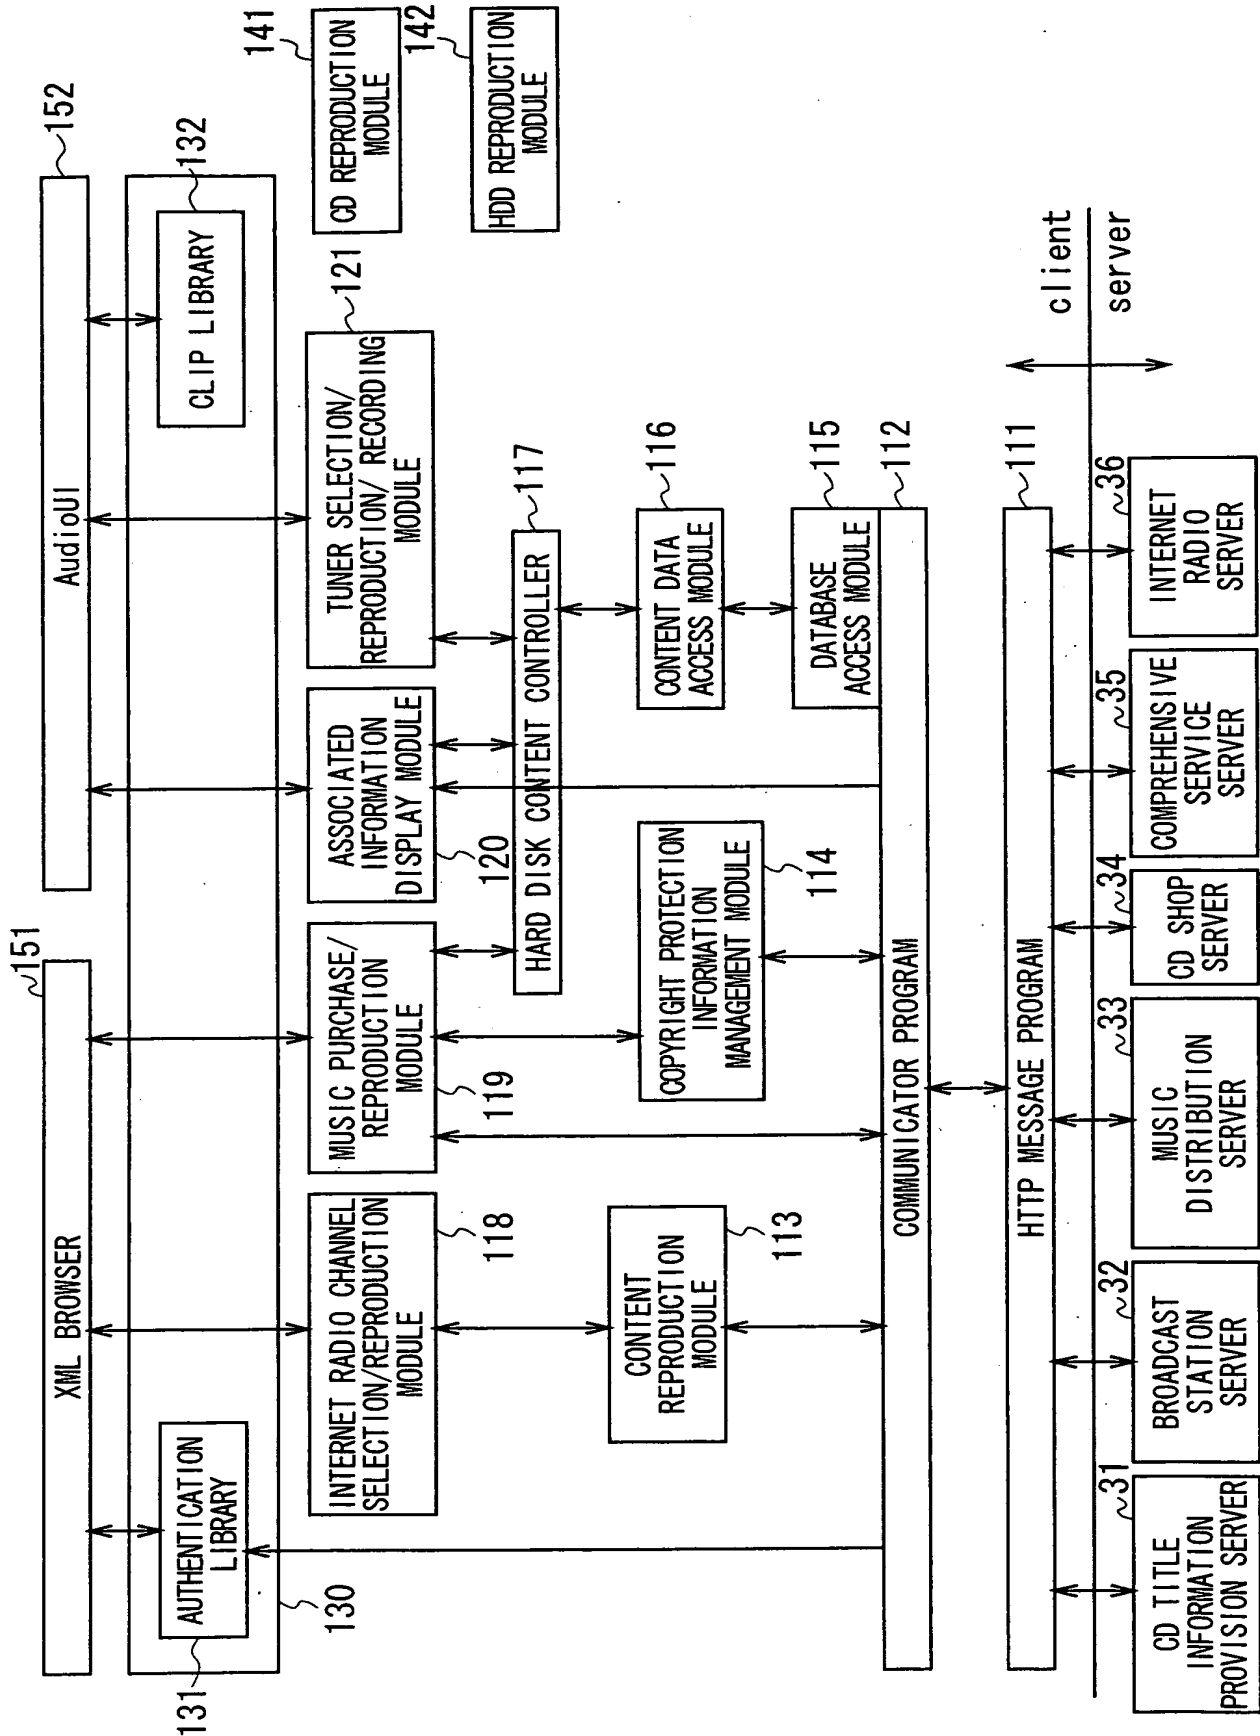 151
XML BROWSER
152
AudioUI
131
AUTHENTICATION
LIBRARY
130
132
CLIP LIBRARY
INTERNET RADIO CHANNEL
SELECTION/REPRODUCTION
MODULE
118
MUSIC PURCHASE/
REPRODUCTION
MODULE
119
ASSOCIATED
INFORMATION
DISPLAY MODULE
120
TUNER SELECTION/
REPRODUCTION/ RECORDING
MODULE
121
CD REPRODUCTION
MODULE
141
HDD REPRODUCTION
MODULE
142
HARD DISK CONTENT CONTROLLER
117
CONTENT
REPRODUCTION
MODULE
113
COPYRIGHT PROTECTION
INFORMATION
MANAGEMENT MODULE
114
CONTENT DATA
ACCESS MODULE
116
DATABASE
ACCESS MODULE
115
COMMUNICATOR PROGRAM
112
HTTP MESSAGE PROGRAM
111
client
server
CD TITLE
INFORMATION
PROVISION SERVER
31
BROADCAST
STATION
SERVER
32
MUSIC
DISTRIBUTION
SERVER
33
CD SHOP
SERVER
34
COMPREHENSIVE
SERVICE
SERVER
35
INTERNET
RADIO
SERVER
36